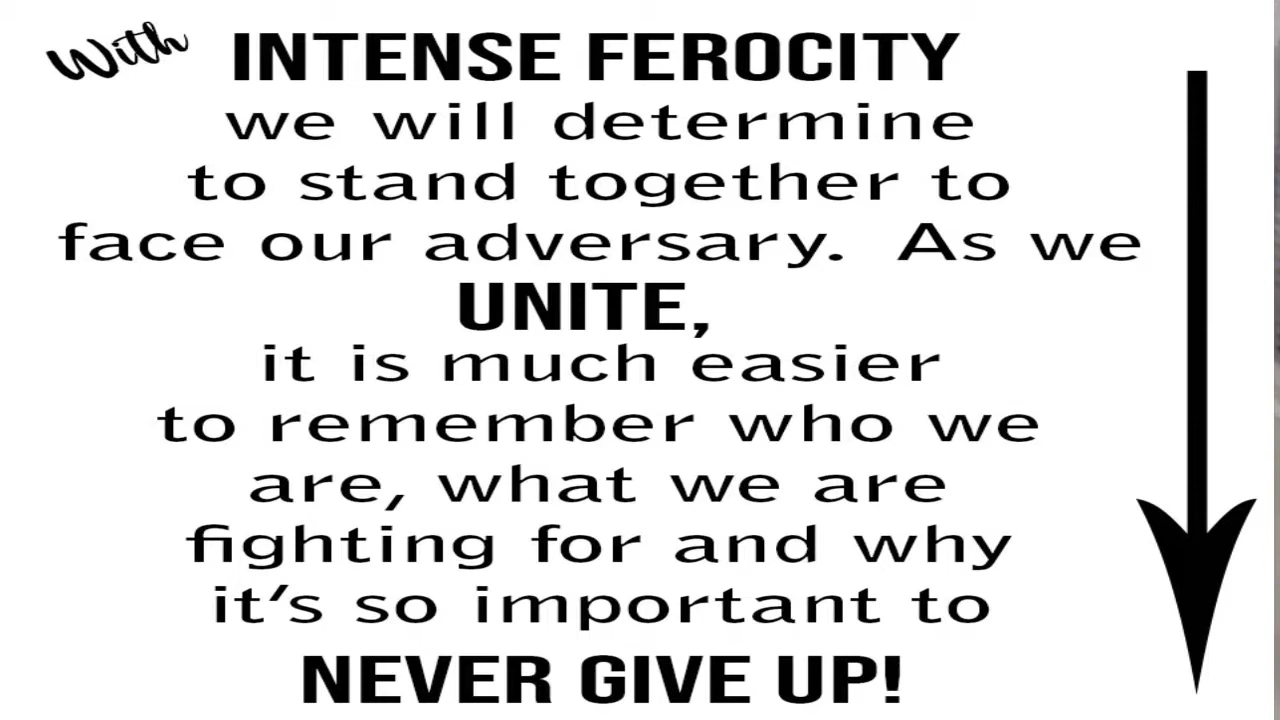 With INTENSE FEROCITY
we will determine
to stand together to
face our adversary. As we
UNITE,
it is much easier
to remember who we
are, what we are
fighting for and why
it's so important to
NEVER GIVE UP!